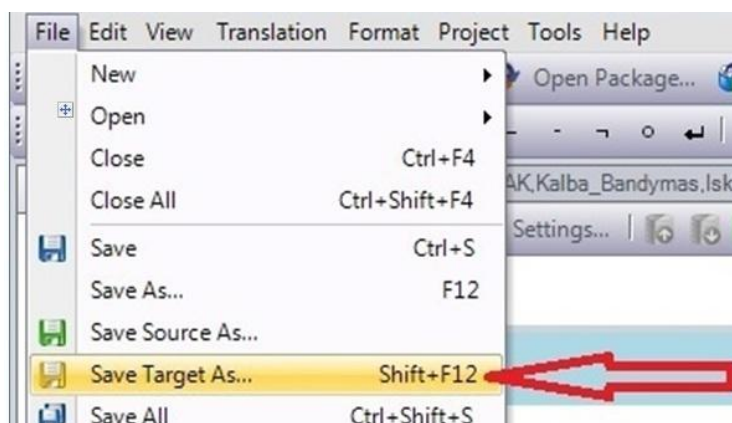 File Edit View Translation Format Project Tools Help
New
Open Package...
Open
Close Ctrl+F4
Close All Ctrl+Shift+F4
AK,Kalba_Bandymas,Isk
Settings...
Save Ctrl+S
Save As... F12
Save Source As...
Save Target As... Shift+F12
Save All Ctrl+Shift+S